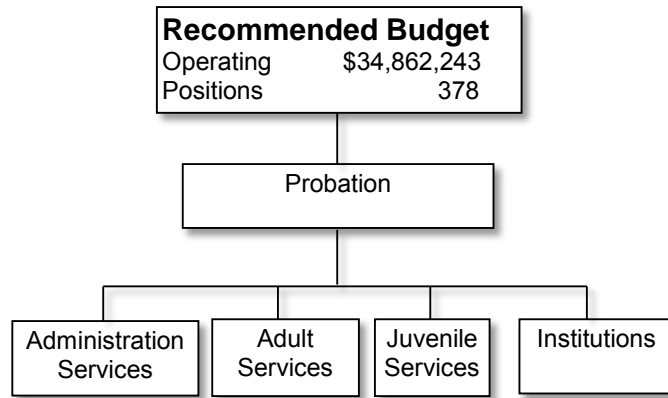 Recommended Budget
Operating $34,862,243
Positions 378
Probation
Administration
Services
Adult
Services
Juvenile
Services
Institutions